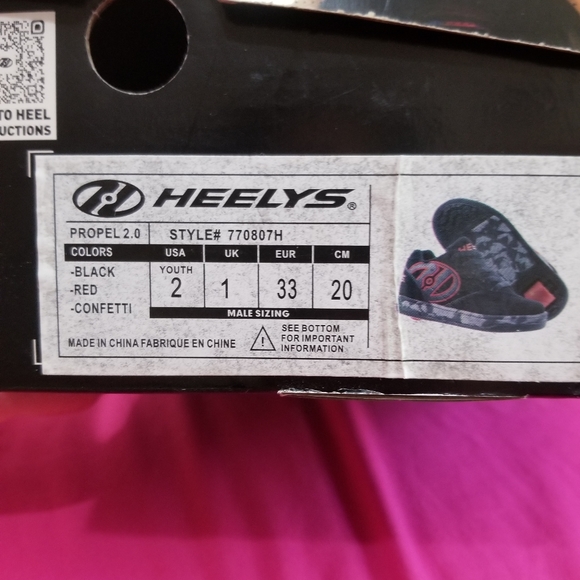 TO HEEL
UCTIONS
HEELYS®
PROPEL 2.0 STYLE# 770807H
COLORS USA UK EUR CM
-BLACK
-RED
-CONFETTI
YOUTH
2 1 33 20
MALE SIZING
MADE IN CHINA FABRIQUE EN CHINE
SEE BOTTOM
FOR IMPORTANT
INFORMATION